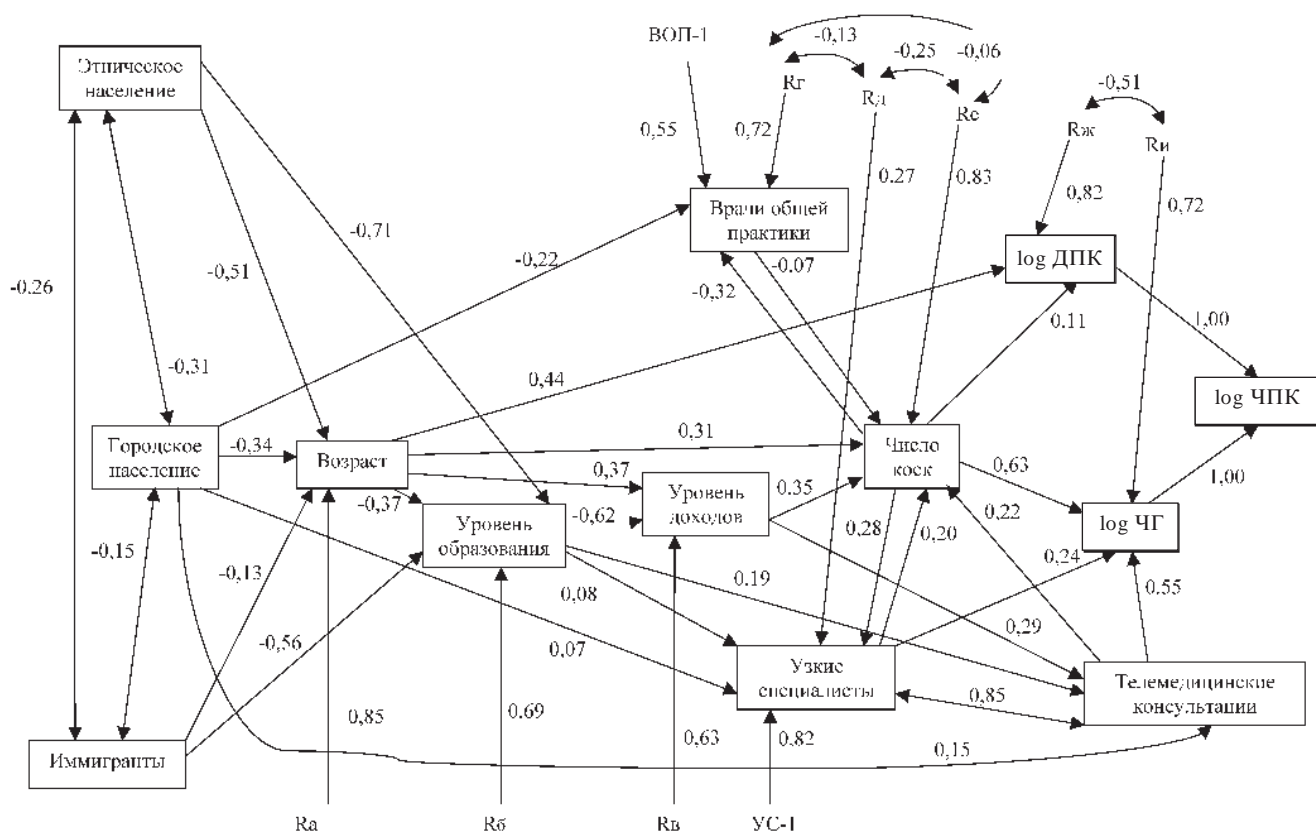 ВОП-1
-0,13
-0,25
-0,06
Этническое
население
Rг
Rд
Rе
-0,51
Rж
Rи
0,55
0,72
0.27
0.83
0,82
0,72
Врачи общей
практики
-0,71
-0,51
-0,22
-0.07
-0,32
log ДПК
-0.26
0.11
1,00
-0,31
0,44
log ЧПК
Городское
население
-0,34
Возраст
0,31
Число
коек
0,63
1,00
0,37
-0,37
Уровень
доходов
0,35
Уровень
образования
-0,62
0,28
0,20
0,22
log ЧГ
-0,15
-0,13
0.19
0,24
0.55
0,08
-0,56
0,07
0,29
Узкие
специалисты
0,85
Телемедицинские
консультации
Иммигранты
0,85
0.69
0,63
0.82
0,15
Rа
Rб
Rв
УС-1